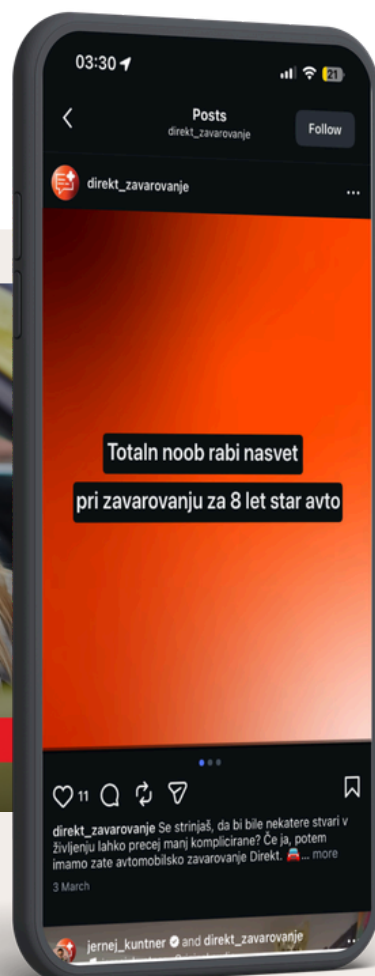 03:30
21
Posts
direkt_zavarovanje
Follow
direkt_zavarovanje
Totaln noob rabi nasvet
pri zavarovanju za 8 let star avto
11
direkt_zavarovanje Se strinjaš, da bi bile nekatere stvari v
življenju lahko precej manj komplicirane? Če ja, potem
imamo zate avtomobilsko zavarovanje Direkt. 🚘... more
3 March
jernej_kuntner and direkt_zavarovanje